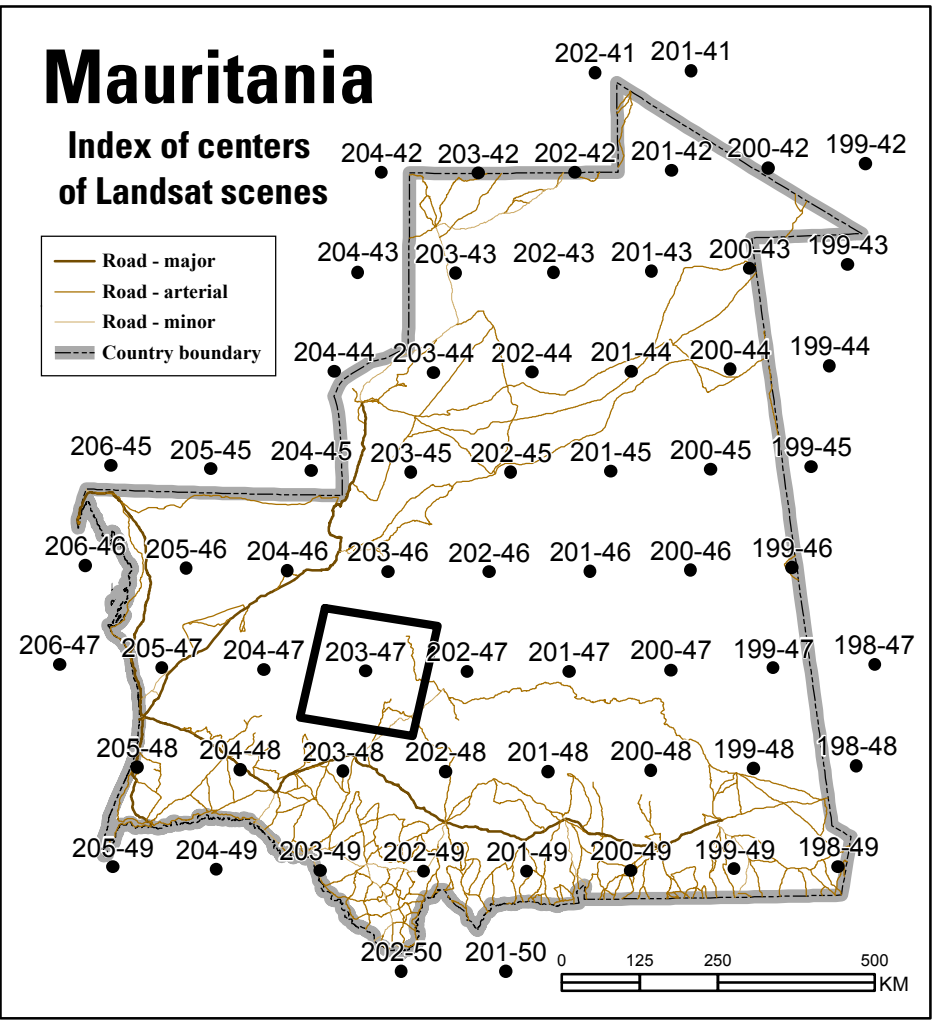 Mauritania
Index of centers
of Landsat scenes
Road - major
Road - arterial
Road - minor
Country boundary
202-41 201-41
204-42 203-42 202-42 201-42 200-42 199-42
204-43 203-43 202-43 201-43 200-43 199-43
204-44 203-44 202-44 201-44 200-44 199-44
206-45 205-45 204-45 203-45 202-45 201-45 200-45 199-45
206-46 205-46 204-46 203-46 202-46 201-46 200-46 199-46
206-47 205-47 204-47 203-47 202-47 201-47 200-47 199-47 198-47
205-48 204-48 203-48 202-48 201-48 200-48 199-48 198-48
205-49 204-49 203-49 202-49 201-49 200-49 199-49 198-49
202-50 201-50
0 125 250 500
KM